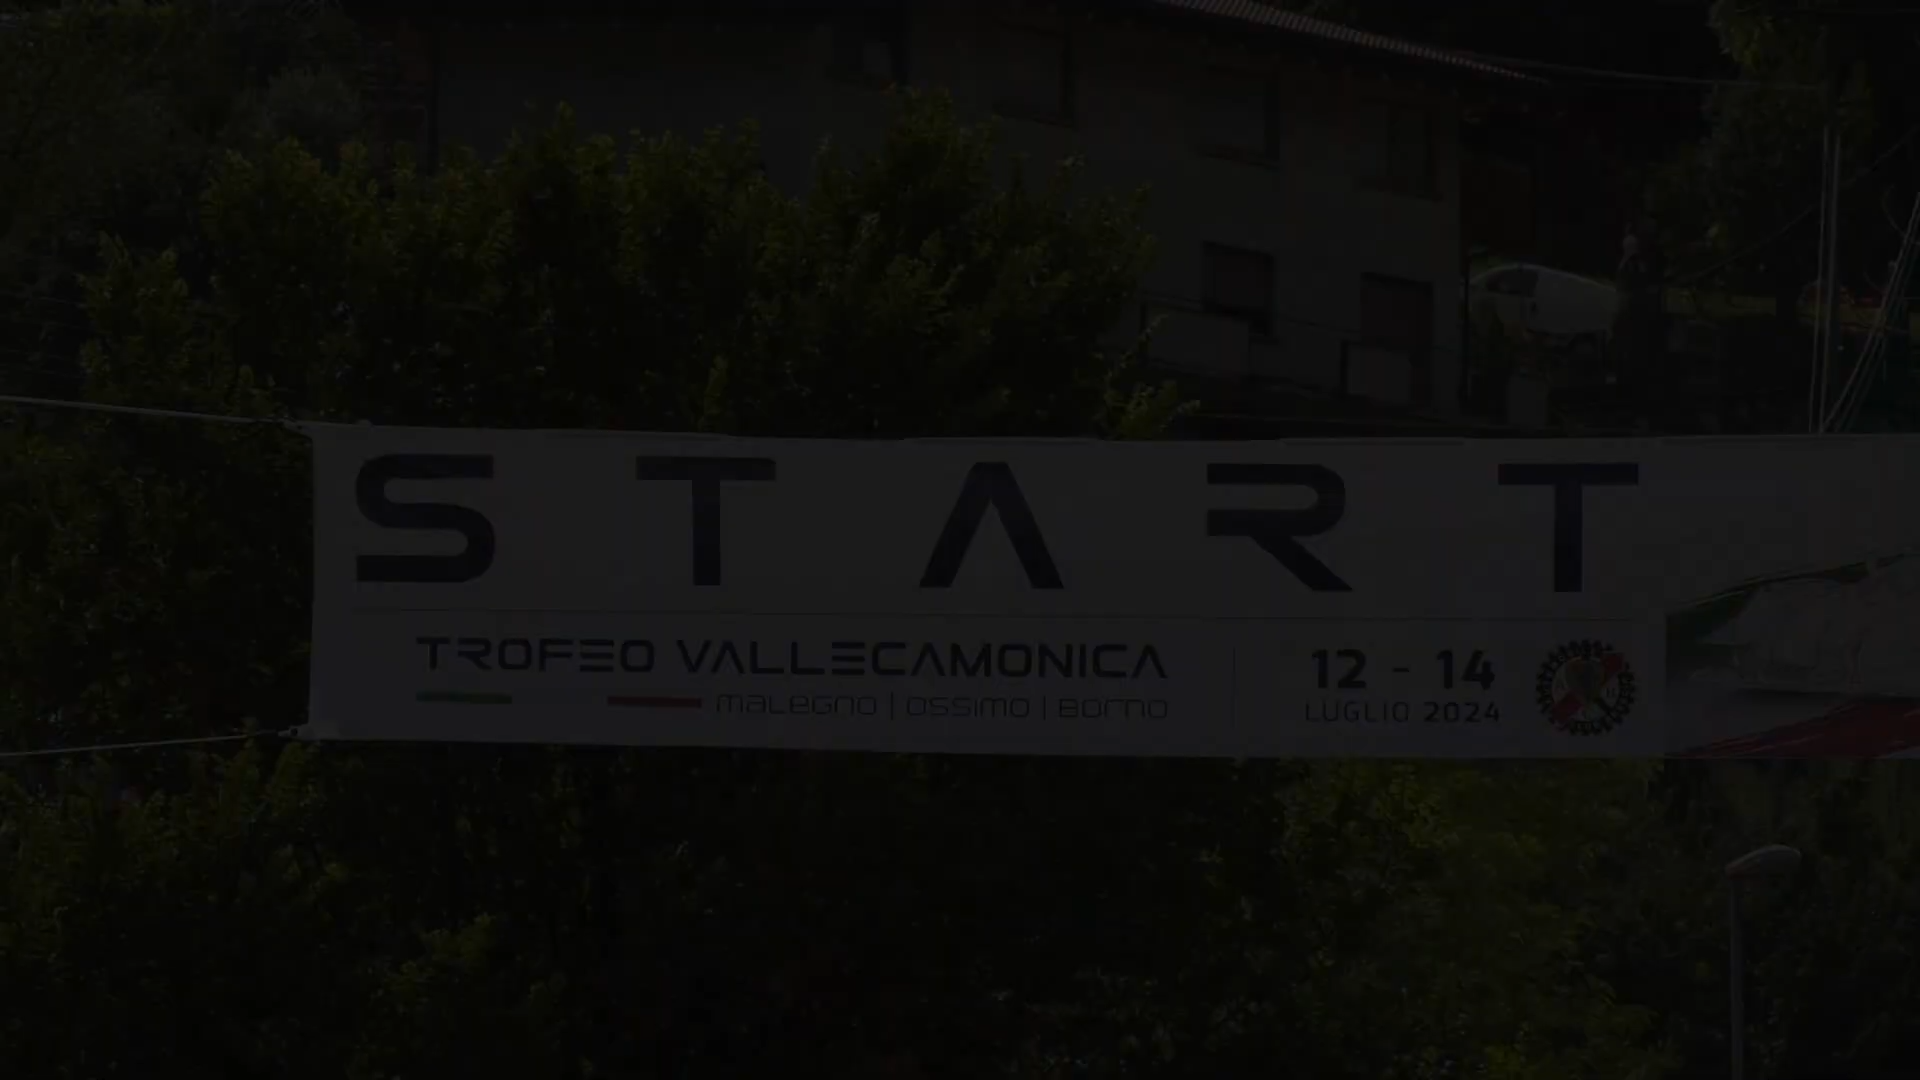 START
TROFEO VALLECAMONICA
malegno | ossimo | Borno
12 - 14
LUGLIO 2024